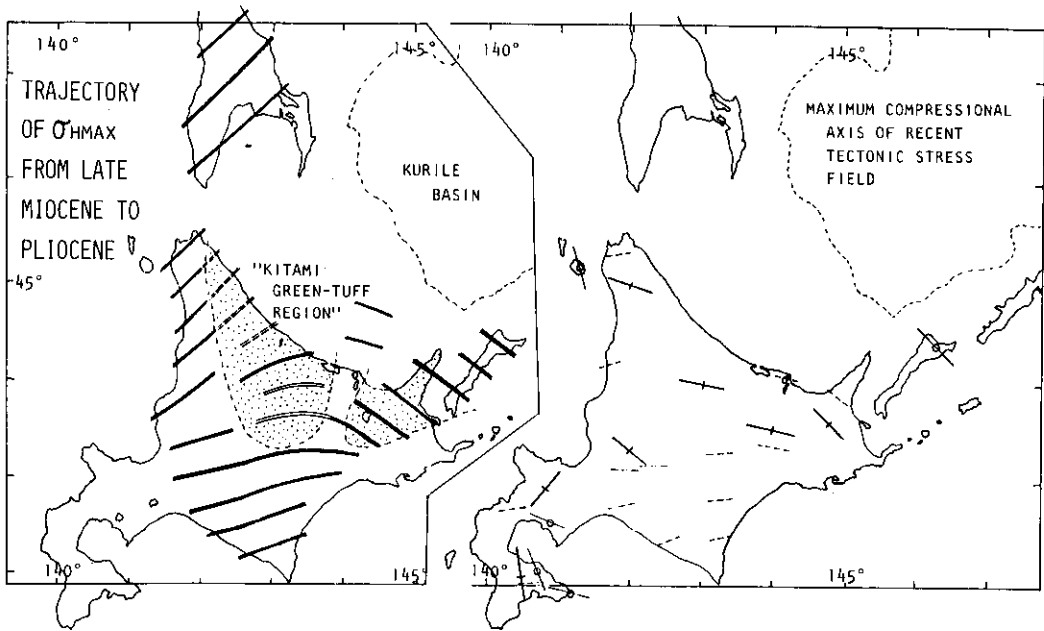 140°
145°
TRAJECTORY
OF σHMAX
FROM LATE
MIOCENE TO
PLIOCENE
KURILE
BASIN
45°
"KITAMI
GREEN-TUFF
REGION"
140°
145°
140°
145°
MAXIMUM COMPRESSIONAL
AXIS OF RECENT
TECTONIC STRESS
FIELD
140°
145°